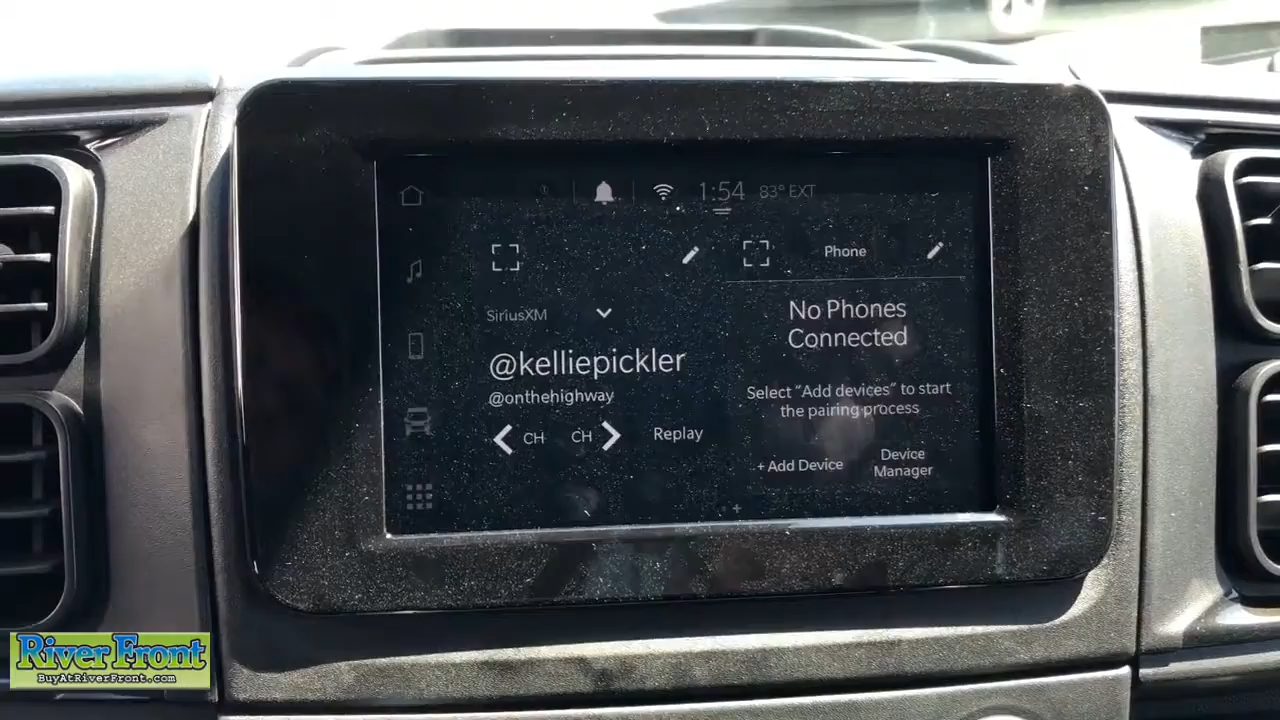 1:54 83° EXT
SiriusXM
@kelliepickler
@onthehighway
CH CH Replay
Phone
No Phones
Connected
Select "Add devices" to start
the pairing process
+ Add Device
Device
Manager
River Front
BuyAtRiverFront.com